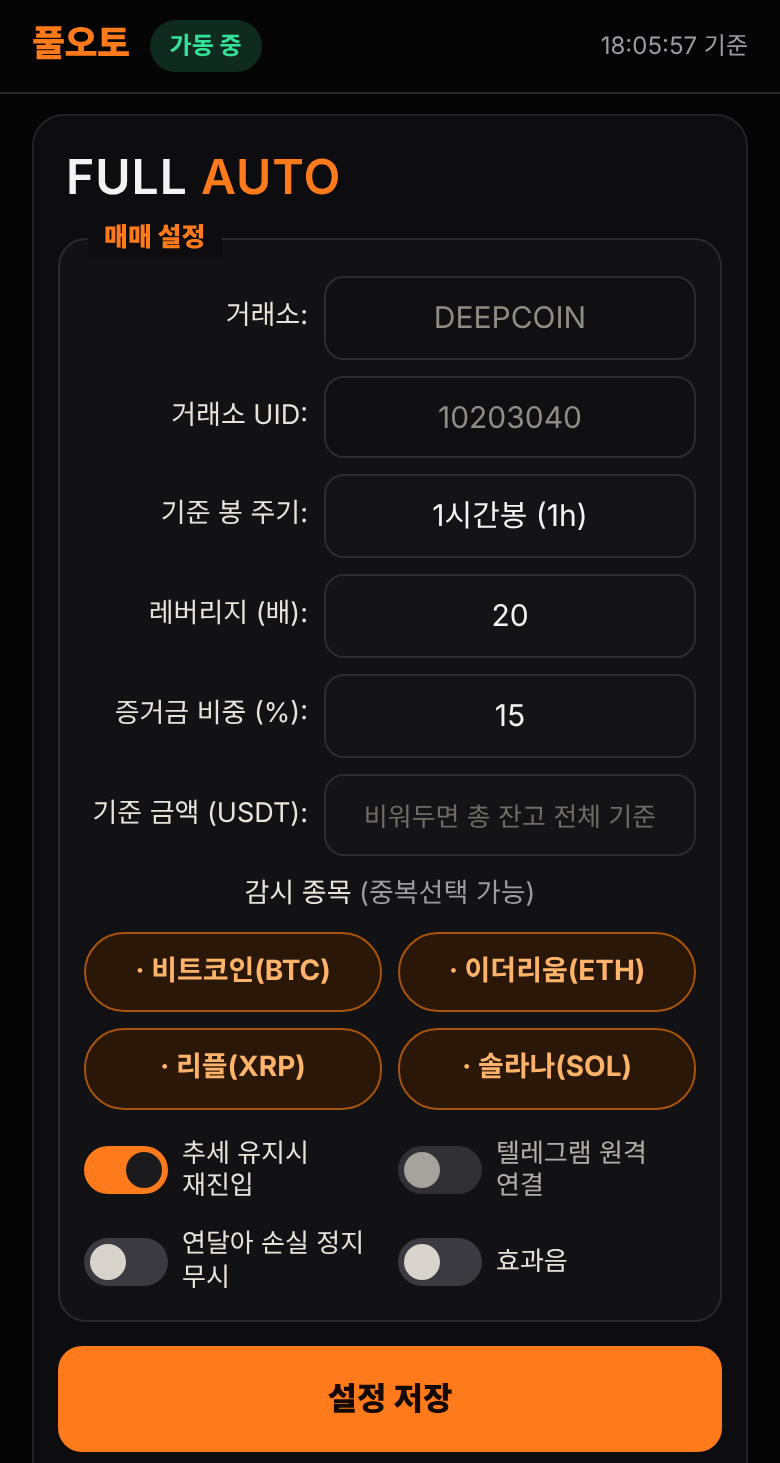 풀오토 가동 중 18:05:57 기준
FULL AUTO
매매 설정
거래소: DEEPCOIN
거래소 UID: 10203040
기준 봉 주기: 1시간봉 (1h)
레버리지 (배): 20
증거금 비중 (%): 15
기준 금액 (USDT): 비워두면 총 잔고 전체 기준
감시 종목 (중복선택 가능)
· 비트코인(BTC) · 이더리움(ETH)
· 리플(XRP) · 솔라나(SOL)
추세 유지시
재진입
텔레그램 원격
연결
연달아 손실 정지
무시
효과음
설정 저장